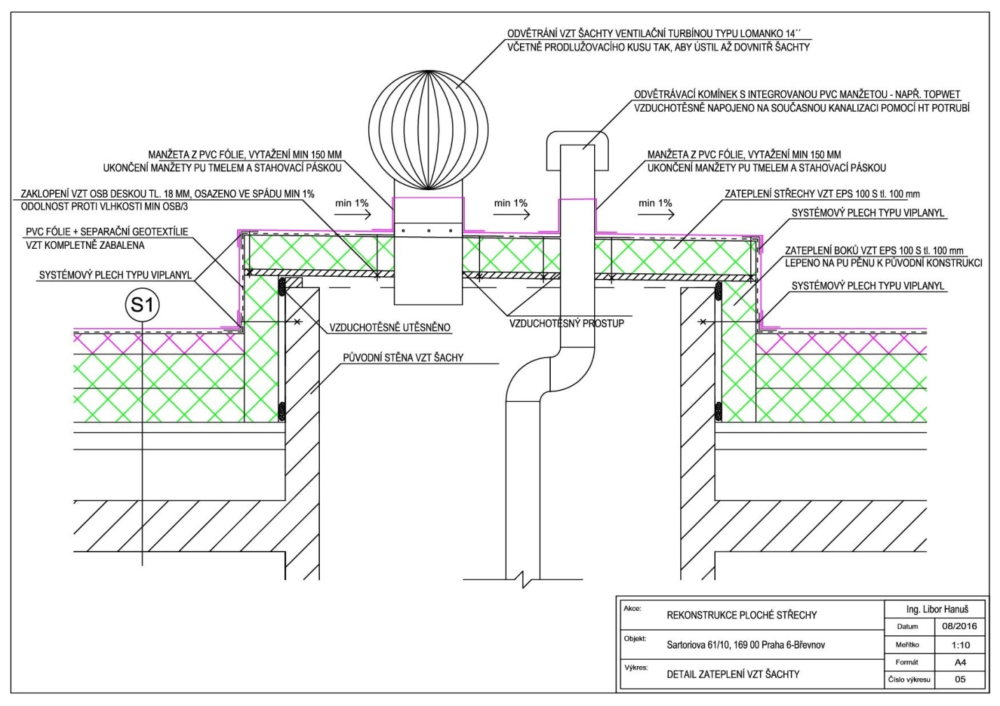 ODVĚTRÁNÍ VZT ŠACHTY VENTILAČNÍ TURBÍNOU TYPU LOMANKO 14´´
VČETNĚ PRODLUŽOVACÍHO KUSU TAK, ABY ÚSTIL AŽ DOVNITŘ ŠACHTY
ODVĚTRÁVACÍ KOMÍNEK S INTEGROVANOU PVC MANŽETOU - NAPŘ. TOPWET
VZDUCHOTĚSNĚ NAPOJENO NA SOUČASNOU KANALIZACI POMOCÍ HT POTRUBÍ
MANŽETA Z PVC FÓLIE, VYTAŽENÍ MIN 150 MM
UKONČENÍ MANŽETY PU TMELEM A STAHOVACÍ PÁSKOU
MANŽETA Z PVC FÓLIE, VYTAŽENÍ MIN 150 MM
UKONČENÍ MANŽETY PU TMELEM A STAHOVACÍ PÁSKOU
ZAKLOPENÍ VZT OSB DESKOU TL. 18 MM, OSAZENO VE SPÁDU MIN 1%
ODOLNOST PROTI VLHKOSTI MIN OSB/3
min 1%
min 1%
min 1%
ZATEPLENÍ STŘECHY VZT EPS 100 S tl. 100 mm
SYSTÉMOVÝ PLECH TYPU VIPLANYL
PVC FÓLIE + SEPARAČNÍ GEOTEXTÍLIE
VZT KOMPLETNĚ ZABALENA
ZATEPLENÍ BOKŮ VZT EPS 100 S tl. 100 mm
LEPENO NA PU PĚNU K PŮVODNÍ KONSTRUKCI
SYSTÉMOVÝ PLECH TYPU VIPLANYL
SYSTÉMOVÝ PLECH TYPU VIPLANYL
S1
VZDUCHOTĚSNĚ UTĚSNĚNO
VZDUCHOTĚSNÝ PROSTUP
PŮVODNÍ STĚNA VZT ŠACHY
Akce:
REKONSTRUKCE PLOCHÉ STŘECHY
Ing. Libor Hanuš
Datum 08/2016
Objekt:
Sartoriova 61/10, 169 00 Praha 6-Břevnov
Meřítko 1:10
Formát A4
Výkres:
DETAIL ZATEPLENÍ VZT ŠACHTY
Číslo výkresu 05